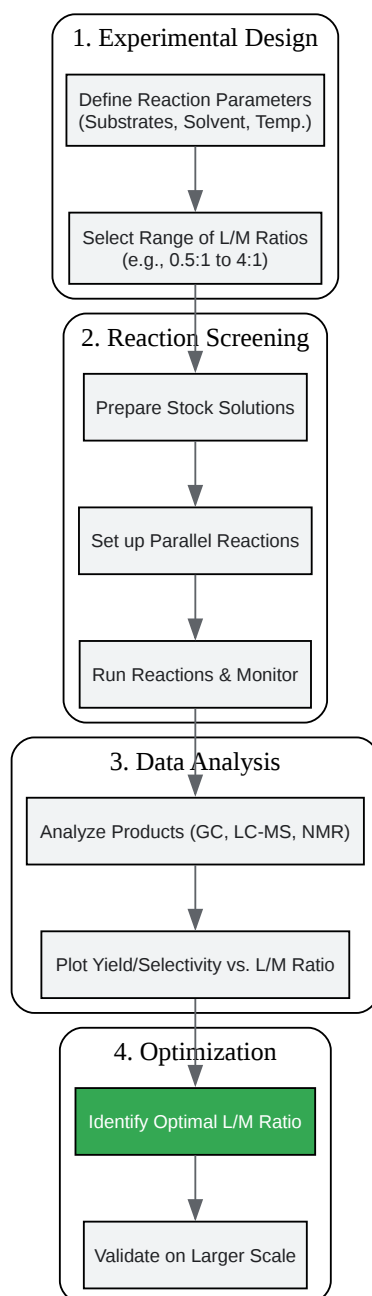 1. Experimental Design
Define Reaction Parameters
(Substrates, Solvent, Temp.)
Select Range of L/M Ratios
(e.g., 0.5:1 to 4:1)
2. Reaction Screening
Prepare Stock Solutions
Set up Parallel Reactions
Run Reactions & Monitor
3. Data Analysis
Analyze Products (GC, LC-MS, NMR)
Plot Yield/Selectivity vs. L/M Ratio
4. Optimization
Identify Optimal L/M Ratio
Validate on Larger Scale